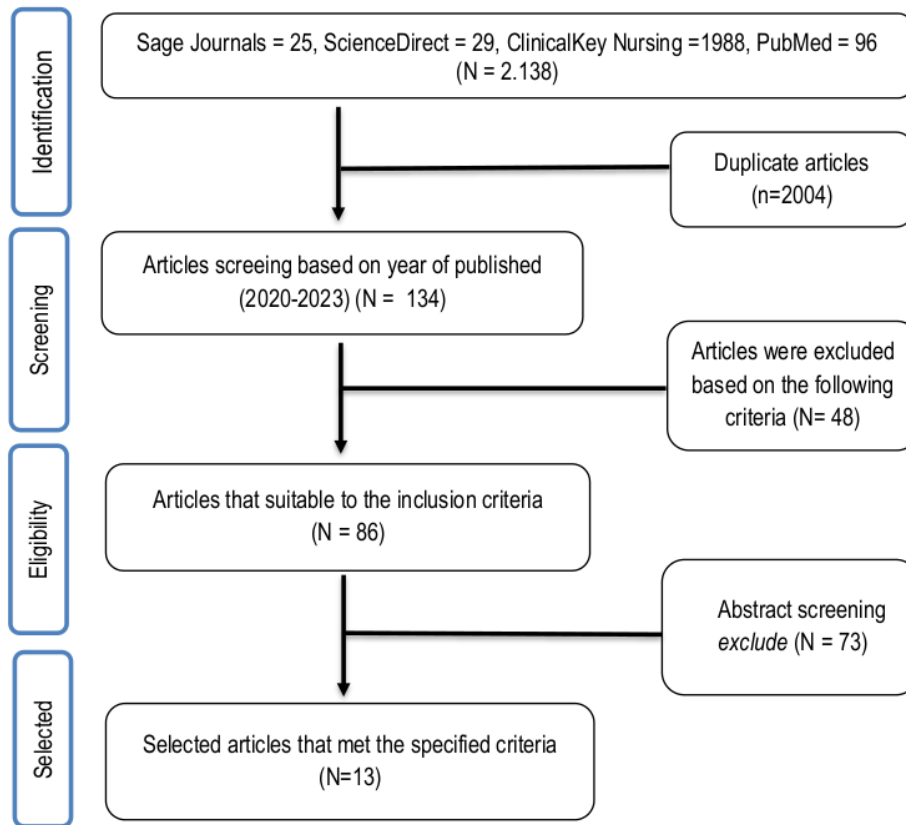 Identification
Sage Journals = 25, ScienceDirect = 29, ClinicalKey Nursing =1988, PubMed = 96
(N = 2.138)
Duplicate articles
(n=2004)
Screening
Articles screeing based on year of published
(2020-2023) (N = 134)
Articles were excluded
based on the following
criteria (N= 48)
Eligibility
Articles that suitable to the inclusion criteria
(N = 86)
Abstract screening
exclude (N = 73)
Selected
Selected articles that met the specified criteria
(N=13)